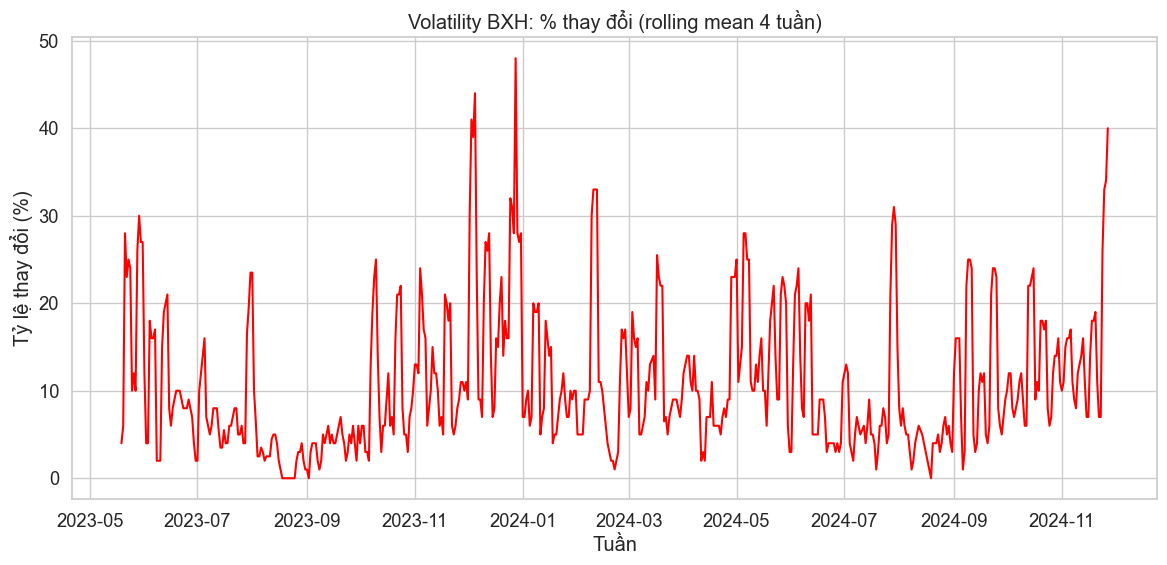 Volatility BXH: % thay đổi (rolling mean 4 tuần)
Tỷ lệ thay đổi (%)
50
40
30
20
10
0
2023-05 2023-07 2023-09 2023-11 2024-01 2024-03 2024-05 2024-07 2024-09 2024-11
Tuần